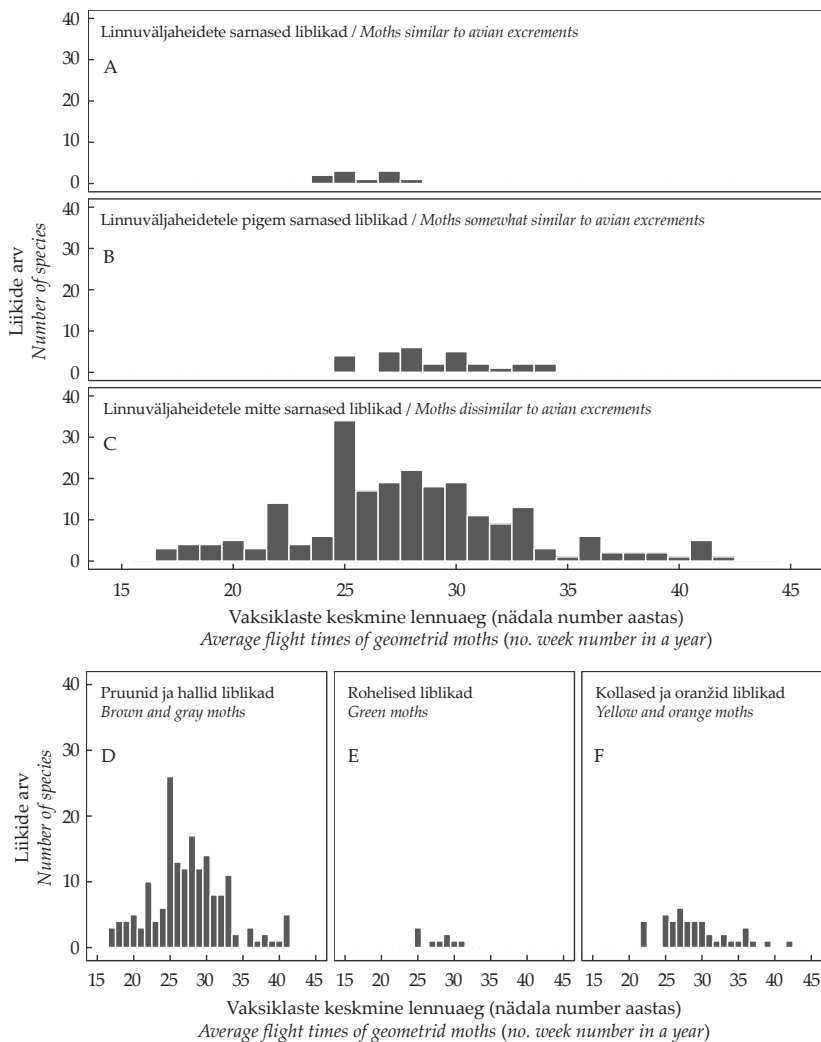 40
Linnuväljaheidete sarnased liblikad / Moths similar to avian excrements
30
A
20
10
0
40
Linnuväljaheidetele pigem sarnased liblikad / Moths somewhat similar to avian excrements
30
B
20
10
0
Liikide arv
Number of species
40
Linnuväljaheidetele mitte sarnased liblikad / Moths dissimilar to avian excrements
30
C
20
10
0
15 20 25 30 35 40 45
Vaksiklaste keskmine lennuaeg (nädala number aastas)
Average flight times of geometrid moths (no. week number in a year)
40
Pruunid ja hallid liblikad
Brown and gray moths
30
D
20
10
0
Liikide arv
Number of species
15 20 25 30 35 40 45
Rohelised liblikad
Green moths
E
15 20 25 30 35 40 45
Kollased ja oranžid liblikad
Yellow and orange moths
F
15 20 25 30 35 40 45
Vaksiklaste keskmine lennuaeg (nädala number aastas)
Average flight times of geometrid moths (no. week number in a year)